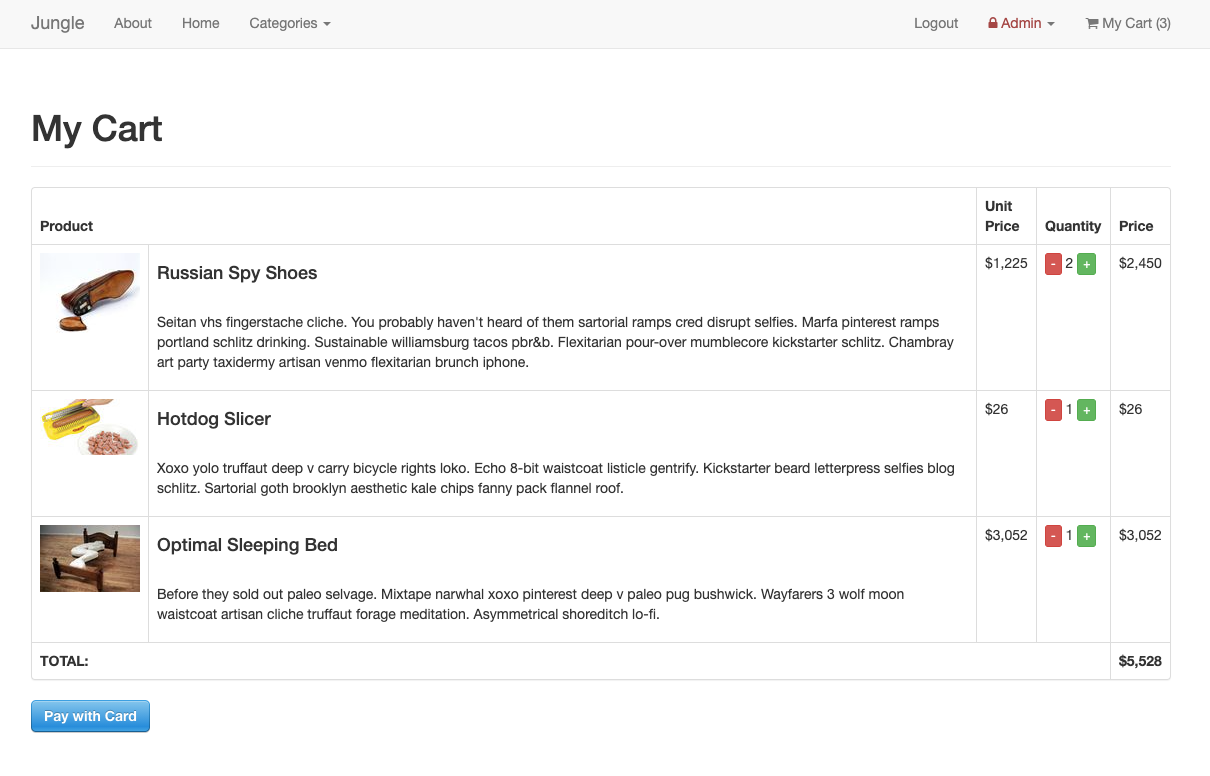 Jungle About Home Categories Logout Admin My Cart (3)
My Cart
Product Unit Price Quantity Price
Russian Spy Shoes $1,225 - 2 + $2,450
Seitan vhs fingerstache cliche. You probably haven't heard of them sartorial ramps cred disrupt selfies. Marfa pinterest ramps
portland schlitz drinking. Sustainable williamsburg tacos pbr&b. Flexitarian pour-over mumblecore kickstarter schlitz. Chambray
art party taxidermy artisan venmo flexitarian brunch iphone.
Hotdog Slicer $26 - 1 + $26
Xoxo yolo truffaut deep v carry bicycle rights loko. Echo 8-bit waistcoat listicle gentrify. Kickstarter beard letterpress selfies blog
schlitz. Sartorial goth brooklyn aesthetic kale chips fanny pack flannel roof.
Optimal Sleeping Bed $3,052 - 1 + $3,052
Before they sold out paleo selvage. Mixtape narwhal xoxo pinterest deep v paleo pug bushwick. Wayfarers 3 wolf moon
waistcoat artisan cliche truffaut forage meditation. Asymmetrical shoreditch lo-fi.
TOTAL: $5,528
Pay with Card